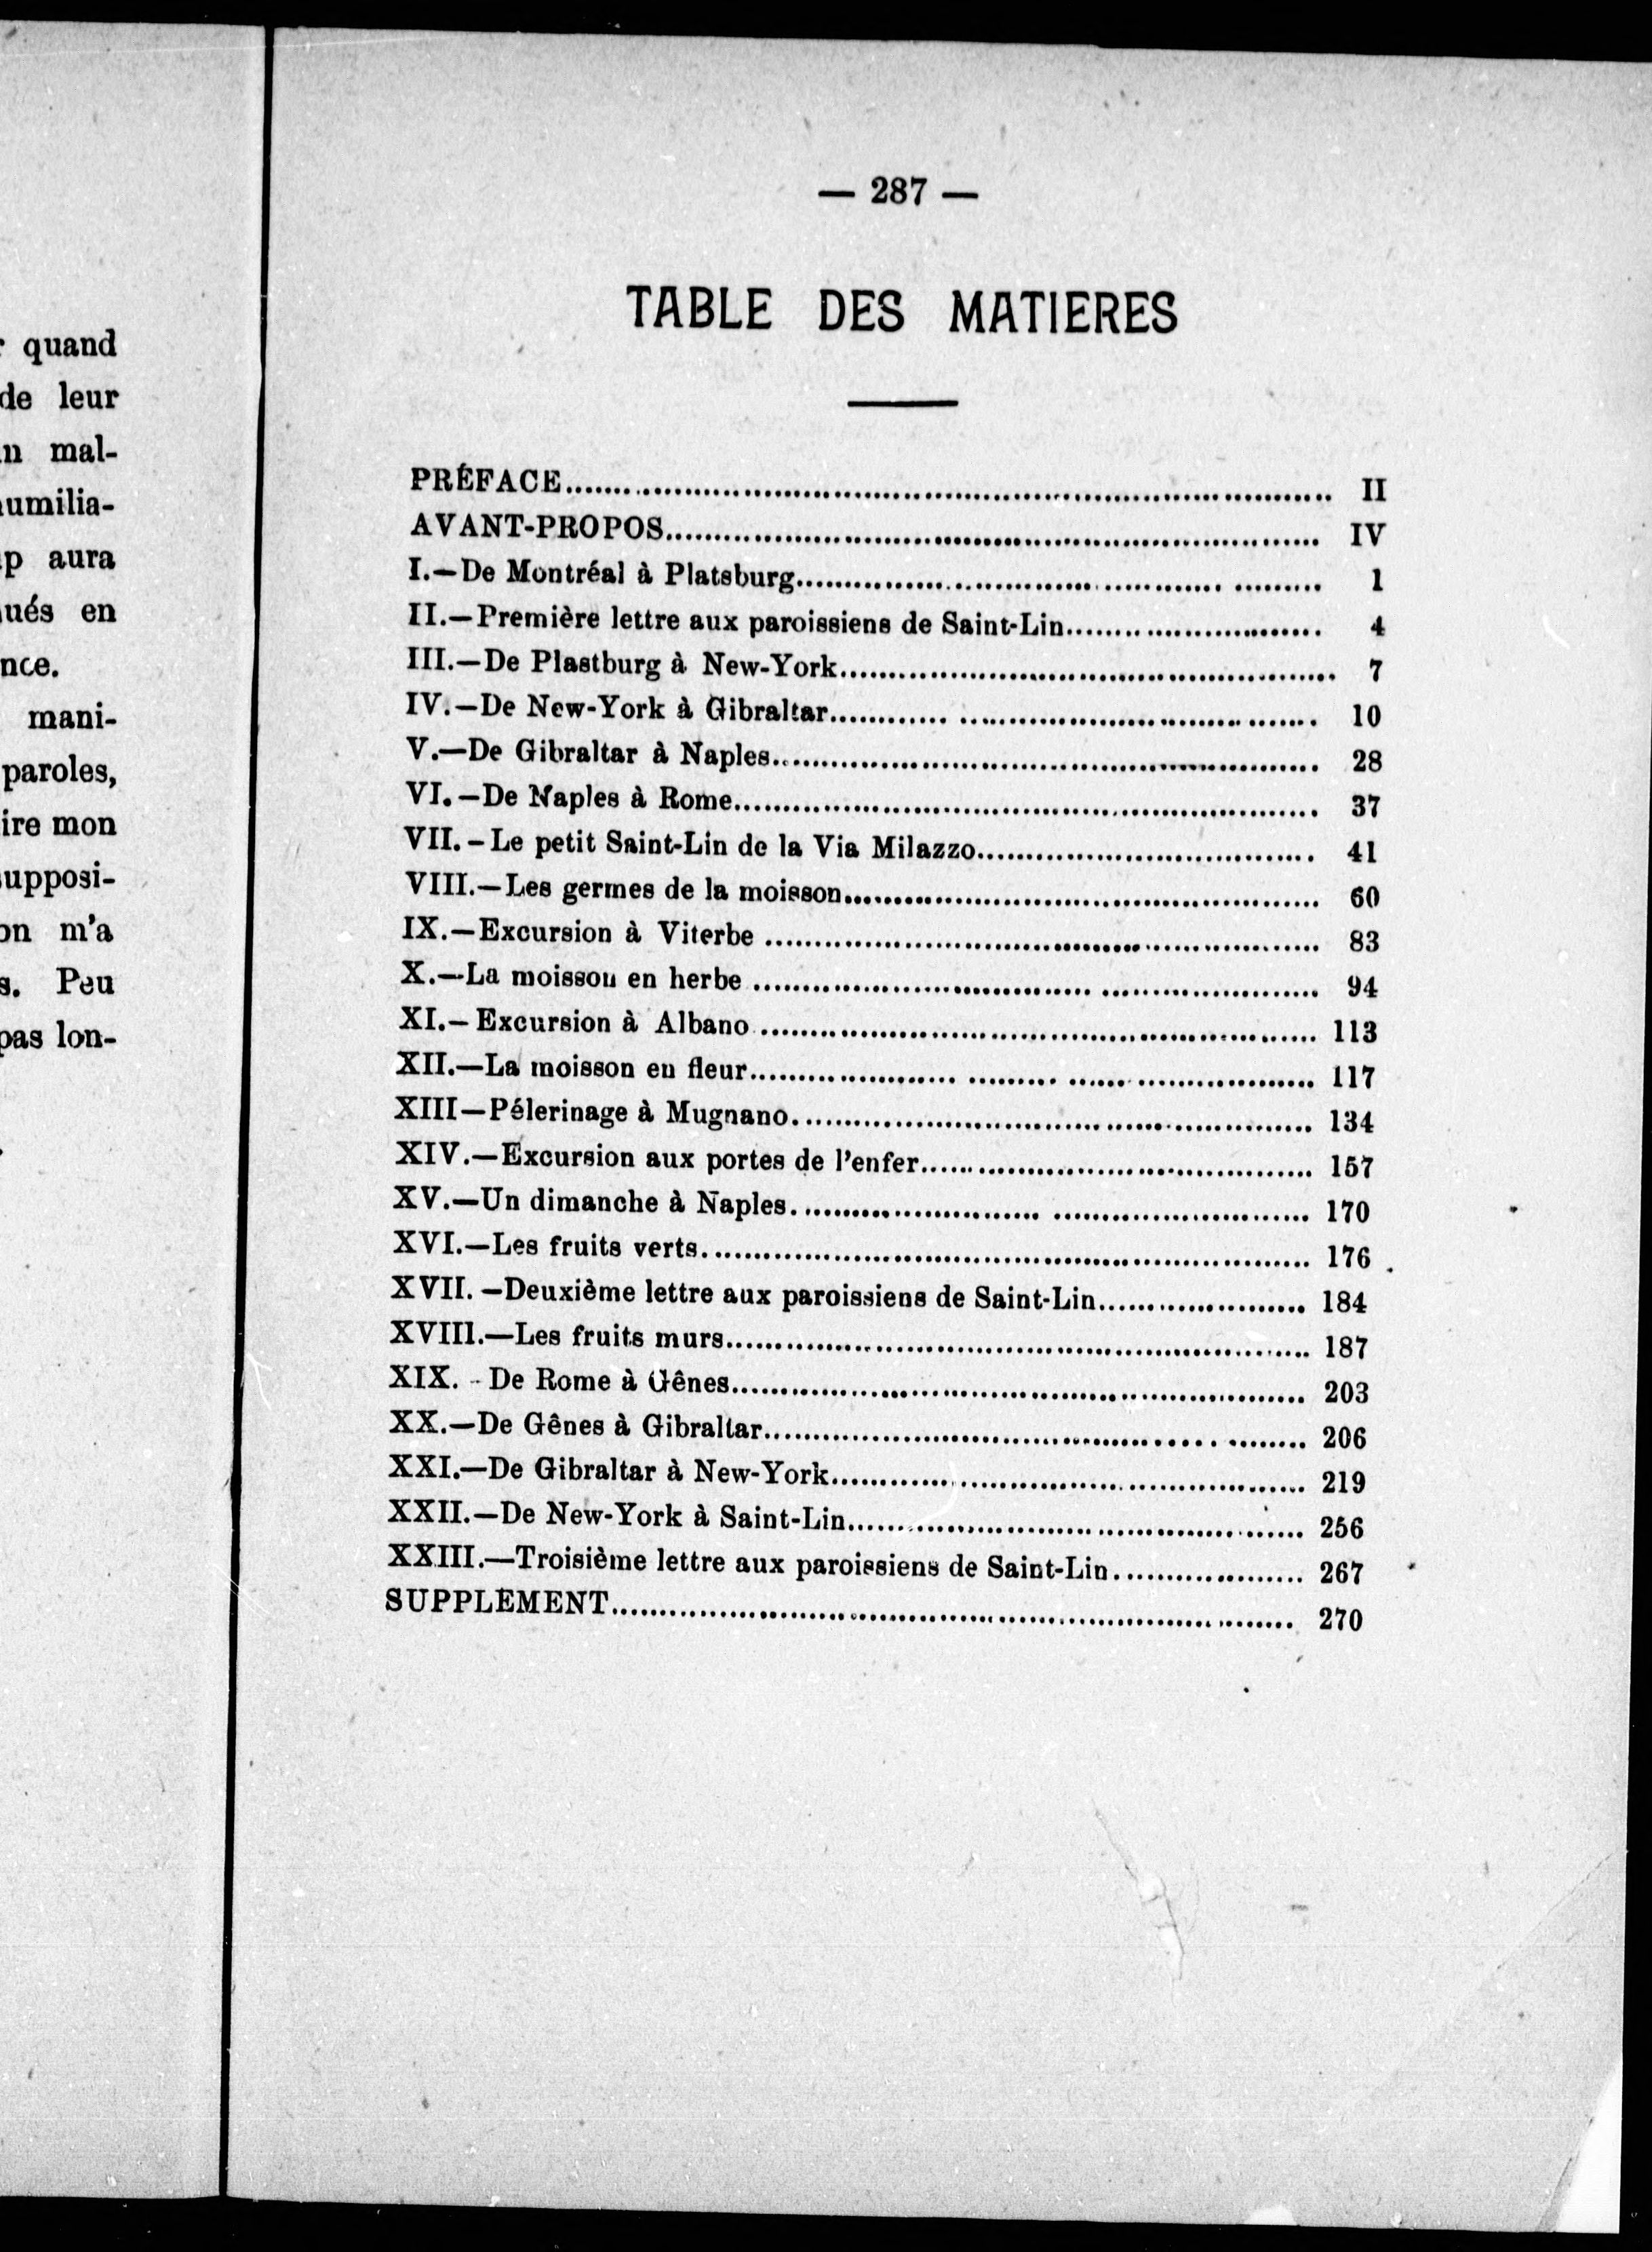 quand
de leur
mal-
aura
en
mani-
paroles,
mon
m'a
Peu
pas lon-
— 287 —
TABLE DES MATIERES
PRÉFACE.......... II
AVANT-PROPOS.......... IV
I.—De Montréal à Platsburg.......... 1
II.—Première lettre aux paroissiens de Saint-Lin.......... 4
III.—De Plastburg à New-York.......... 7
IV.—De New-York à Gibraltar.......... 10
V.—De Gibraltar à Naples.......... 28
VI.—De Naples à Rome.......... 37
VII.-Le petit Saint-Lin de la Via Milazzo.......... 41
VIII.—Les germes de la moisson.......... 60
IX.—Excursion à Viterbe .......... 83
X.—La moisson en herbe .......... 94
XI.—Excursion à Albano .......... 113
XII.—La moisson en fleur.......... 117
XIII—Pélerinage à Mugnano.......... 134
XIV.—Excursion aux portes de l'enfer.......... 157
XV.—Un dimanche à Naples.......... 170
XVI.—Les fruits verts.......... 176
XVII.—Deuxième lettre aux paroissiens de Saint-Lin.......... 184
XVIII.—Les fruits murs.......... 187
XIX.-De Rome à Gênes.......... 203
XX.—De Gênes à Gibraltar.......... 206
XXI.—De Gibraltar à New-York.......... 219
XXII.—De New-York à Saint-Lin.......... 256
XXIII.—Troisième lettre aux paroissiens de Saint-Lin.......... 267
SUPPLÉMENT.......... 270